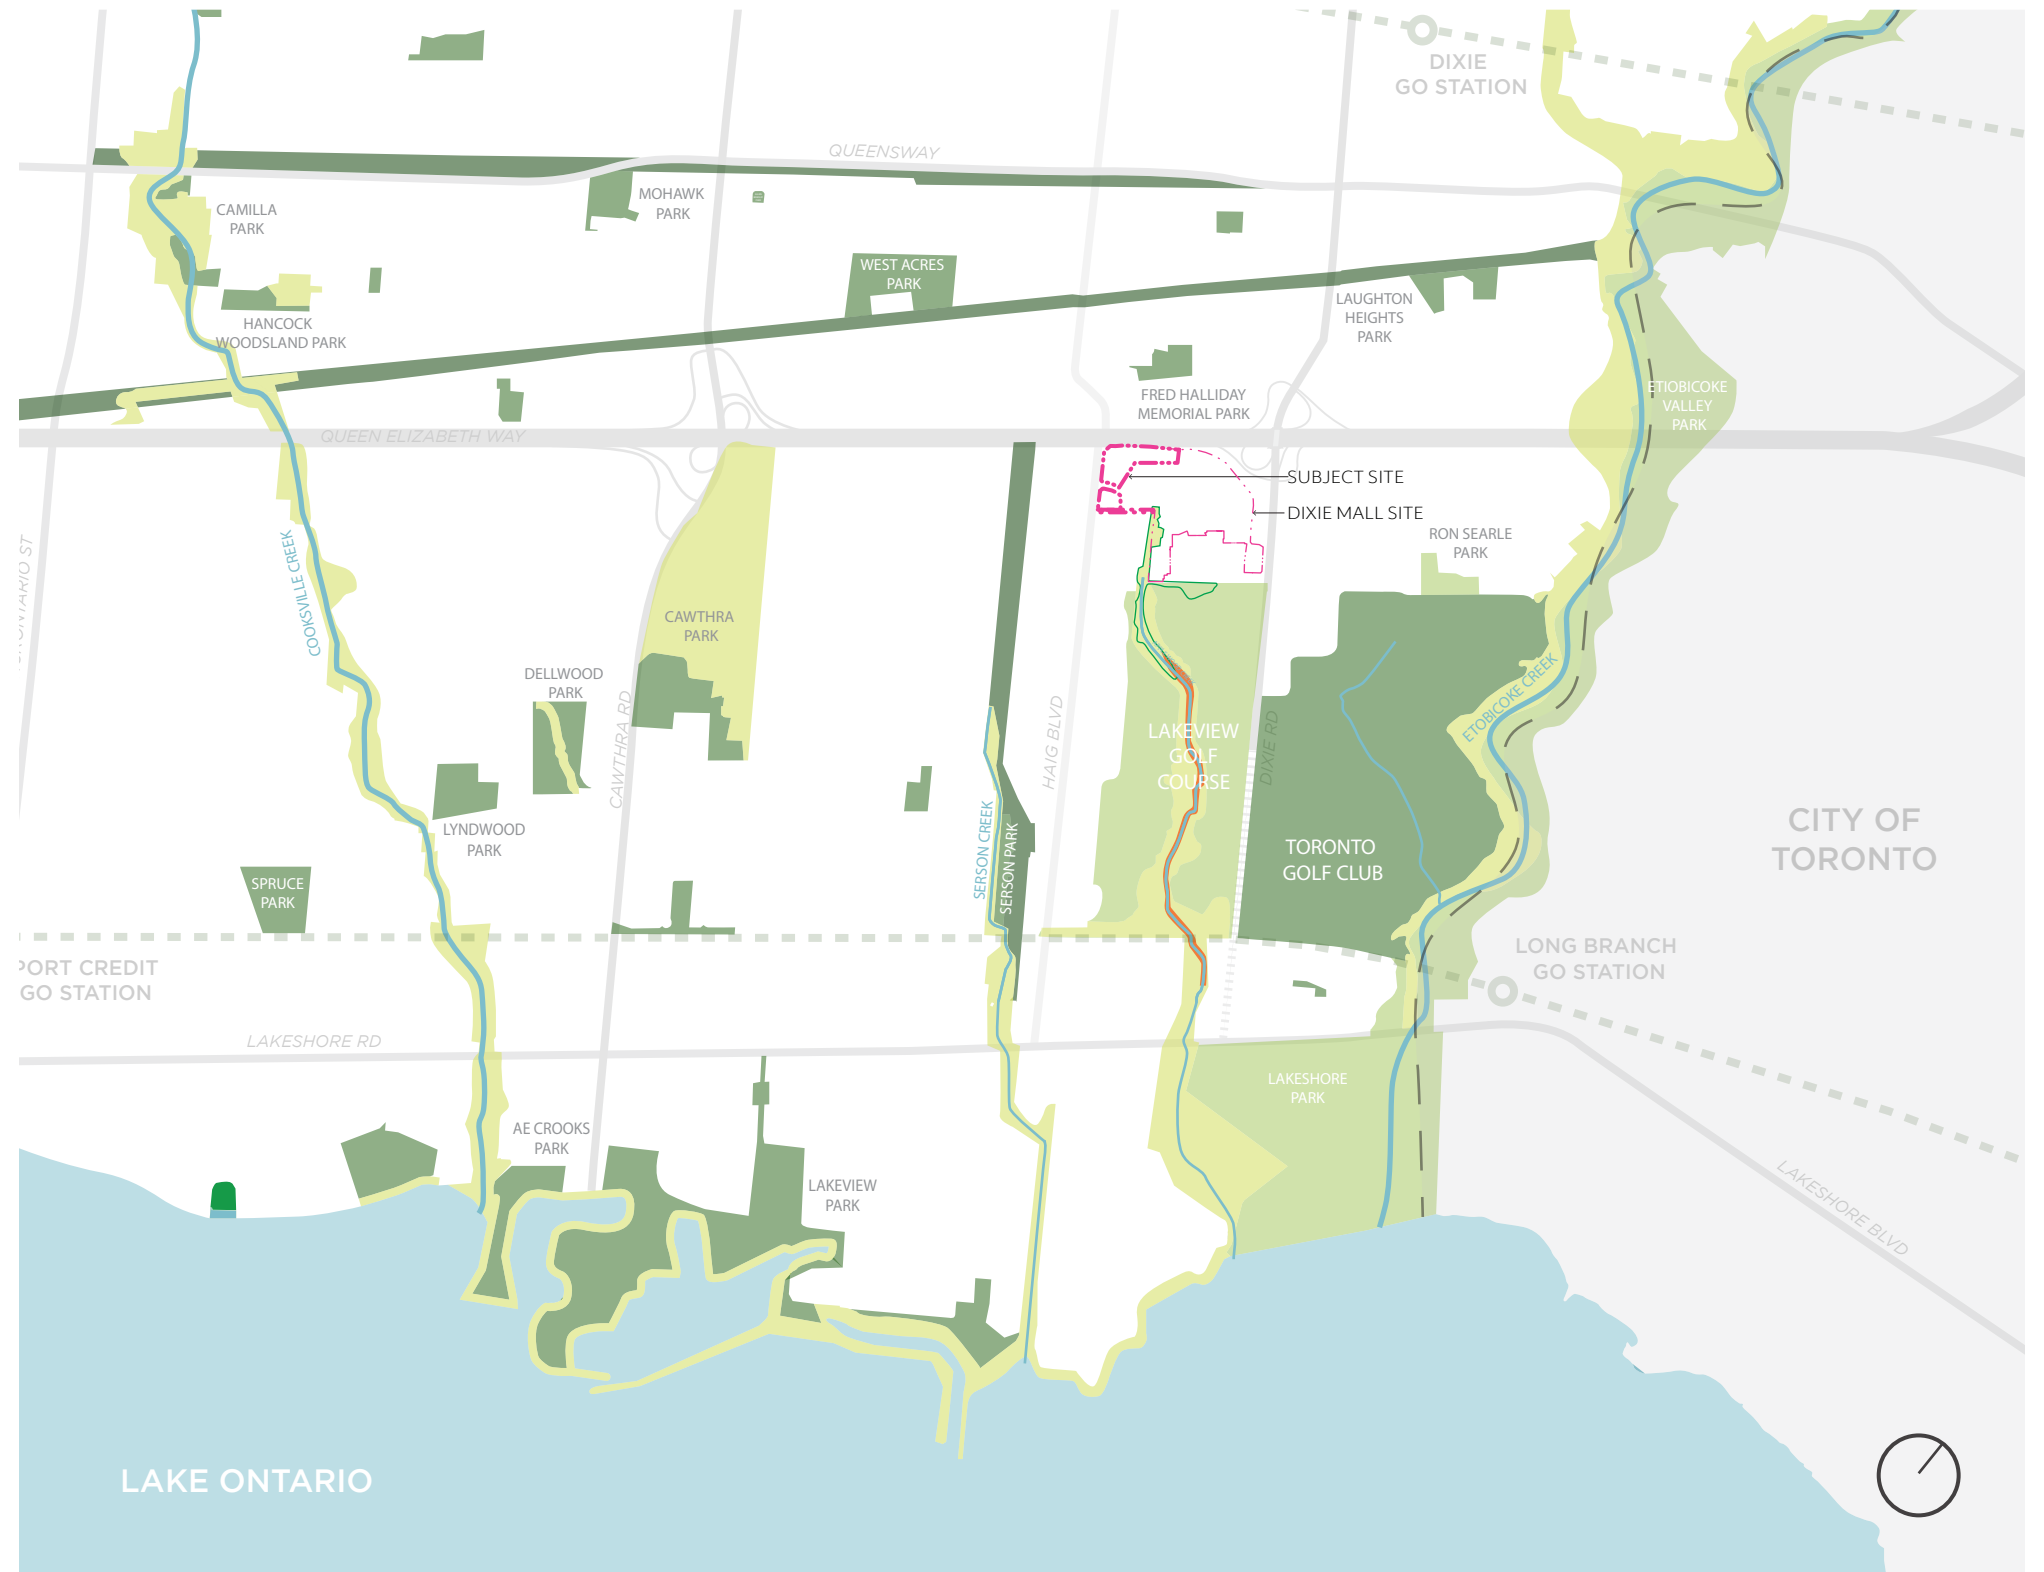 DIXIE
GO STATION
QUEENSWAY
MOHAWK
PARK
CAMILLA
PARK
WEST ACRES
PARK
LAUGHTON
HEIGHTS
PARK
HANCOCK
WOODSLAND PARK
FRED HALLIDAY
MEMORIAL PARK
ETIOBICOKE
VALLEY
PARK
QUEEN ELIZABETH WAY
SUBJECT SITE
DIXIE MALL SITE
RON SEARLE
PARK
COOKSVILLE CREEK
CAWTHRA
PARK
DELLWOOD
PARK
CAWTHRA RD
HAIG BLVD
LAKEVIEW
GOLF
COURSE
DIXIE RD
ETOBICOKE CREEK
LYNDWOOD
PARK
SERSON CREEK
SERSON PARK
TORONTO
GOLF CLUB
CITY OF
TORONTO
SPRUCE
PARK
PORT CREDIT
GO STATION
LONG BRANCH
GO STATION
LAKESHORE RD
LAKESHORE
PARK
AE CROOKS
PARK
LAKEVIEW
PARK
LAKESHORE BLVD
LAKE ONTARIO